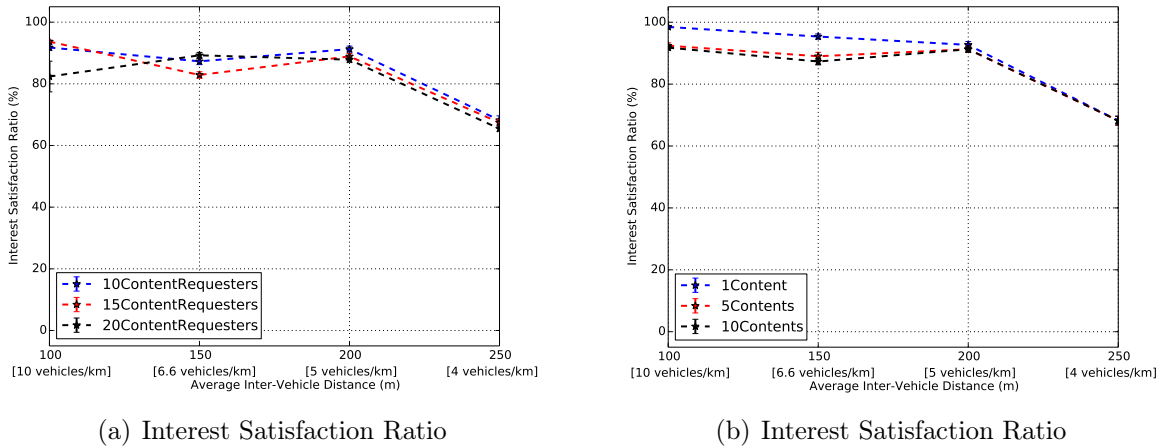 100
80
60
40
20
0
Interest Satisfaction Ratio (%)
10ContentRequesters
15ContentRequesters
20ContentRequesters
100 150 200 250
[10 vehicles/km] [6.6 vehicles/km] [5 vehicles/km] [4 vehicles/km]
Average Inter-Vehicle Distance (m)
(a) Interest Satisfaction Ratio
100
80
60
40
20
0
Interest Satisfaction Ratio (%)
1Content
5Contents
10Contents
100 150 200 250
[10 vehicles/km] [6.6 vehicles/km] [5 vehicles/km] [4 vehicles/km]
Average Inter-Vehicle Distance (m)
(b) Interest Satisfaction Ratio